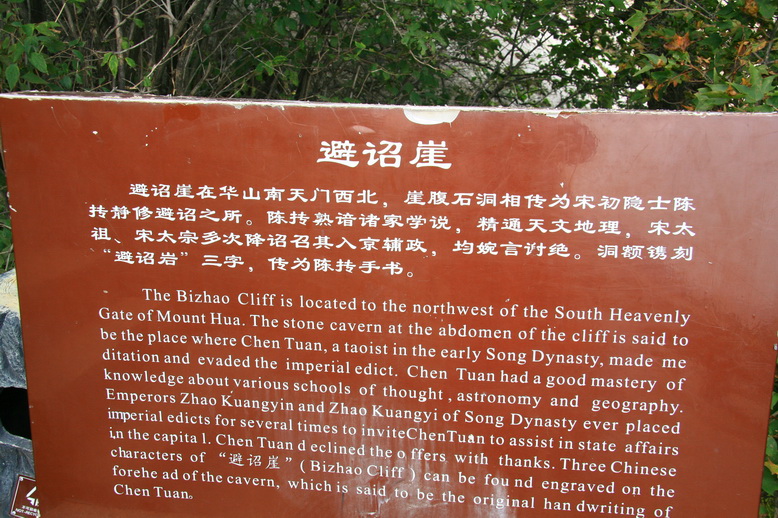 避诏崖
避诏崖在华山南天门西北，崖腹石洞相传为宋初隐士陈
抟静修避诏之所。陈抟熟谙诸家学说，精通天文地理，宋太
祖、宋太宗多次降诏召其入京辅政，均婉言讨绝。洞额镌刻
“避诏岩”三字，传为陈抟手书。
The Bizhao Cliff is located to the northwest of the South Heavenly
Gate of Mount Hua. The stone cavern at the abdomen of the cliff is said to
be the place where Chen Tuan, a taoist in the early Song Dynasty, made me
ditation and evaded the imperial edict. Chen Tuan had a good mastery of
knowledge about various schools of thought , astronomy and geography.
Emperors Zhao Kuangyin and Zhao Kuangyi of Song Dynasty ever placed
imperial edicts for several times to inviteChenTuan to assist in state affairs
in the capita l. Chen Tuan d eclined the o ffers with thanks. Three Chinese
characters of “避诏崖” ( Bizhao Cliff ) can be fou nd engraved on the
forehe ad of the cavern, which is said to be the original han dwriting of
Chen Tuan。